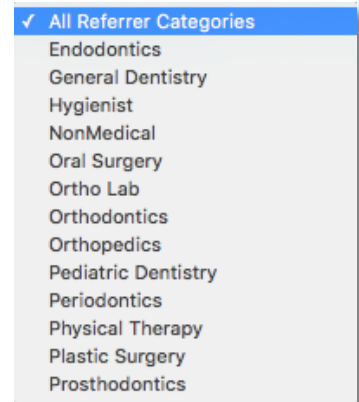 ✓ All Referrer Categories
Endodontics
General Dentistry
Hygienist
NonMedical
Oral Surgery
Ortho Lab
Orthodontics
Orthopedics
Pediatric Dentistry
Periodontics
Physical Therapy
Plastic Surgery
Prosthodontics